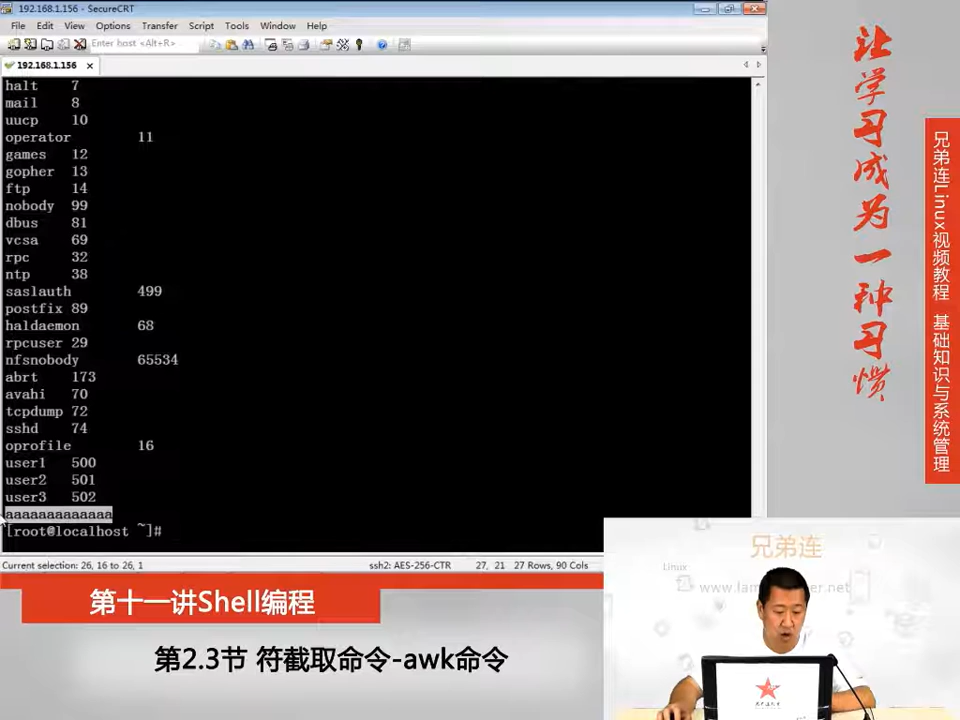 192.168.1.156 - SecureCRT
File Edit View Options Transfer Script Tools Window Help
Enter host <Alt+R>
192.168.1.156
halt 7
mail 8
uucp 10
operator 11
games 12
gopher 13
ftp 14
nobody 99
dbus 81
vcsa 69
rpc 32
ntp 38
saslauth 499
postfix 89
haldaemon 68
rpcuser 29
nfsnobody 65534
abrt 173
avahi 70
tcpdump 72
sshd 74
oprofile 16
user1 500
user2 501
user3 502
aaaaaaaaaaaaa
[root@localhost ~]#
Current selection: 26, 16 to 26, 1 ssh2: AES-256-CTR 27, 21 27 Rows, 90 Cols
让学习成为一种习惯
兄弟连Linux视频教程 基础知识与系统管理
第十一讲Shell编程
第2.3节 符截取命令-awk命令
兄弟连
Linux